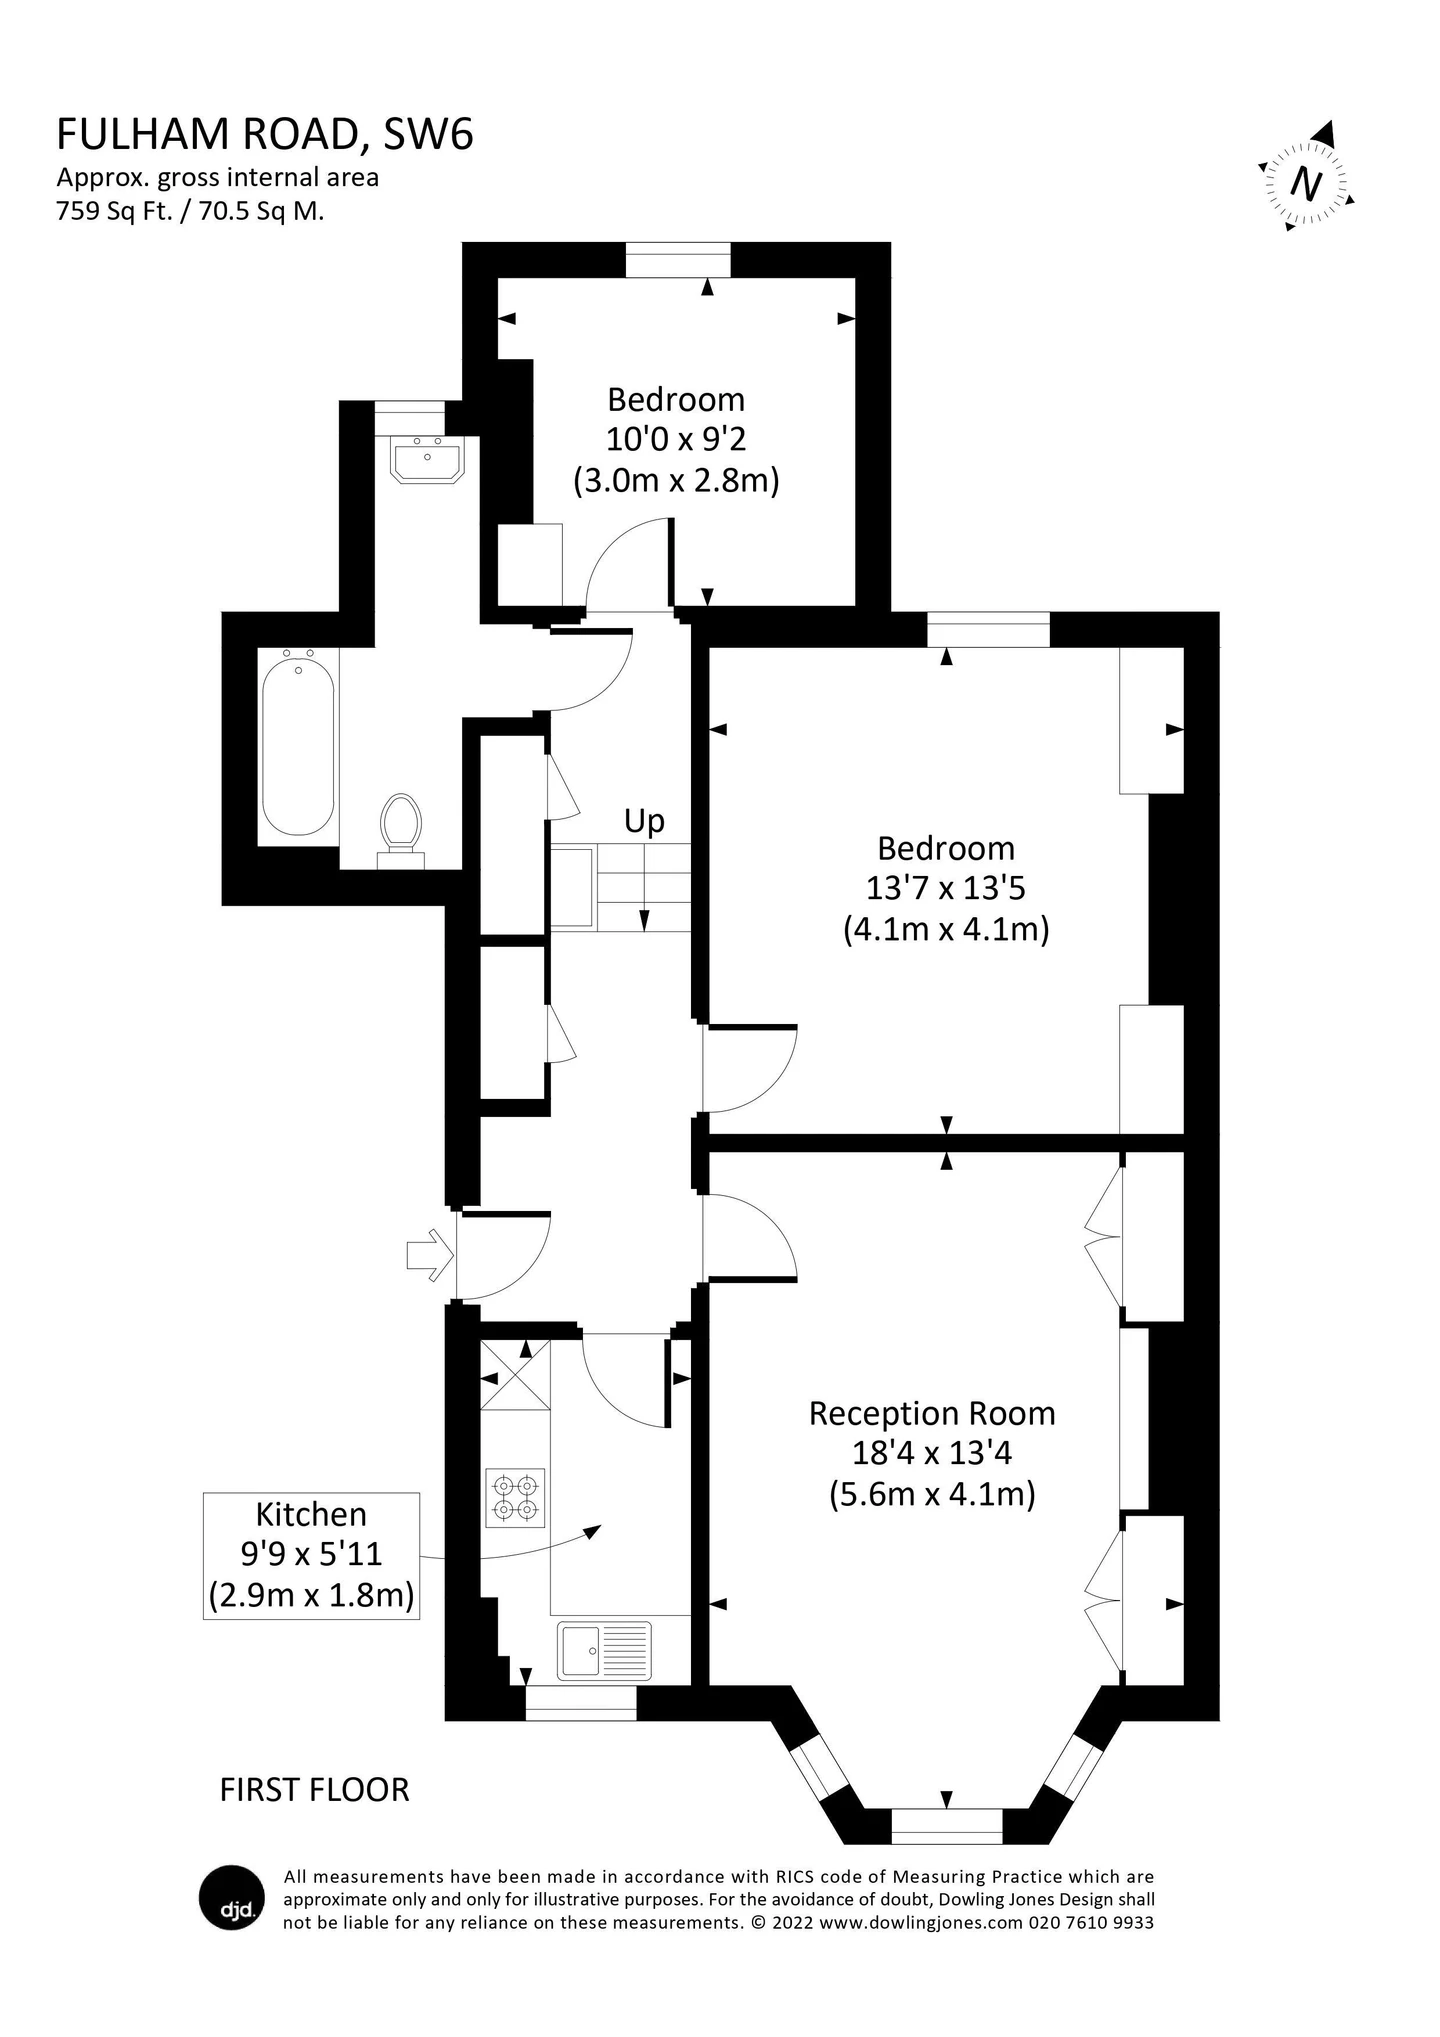 FULHAM ROAD, SW6
Approx. gross internal area
759 Sq Ft. / 70.5 Sq M.
N
Bedroom
10'0 x 9'2
(3.0m x 2.8m)
Up
Bedroom
13'7 x 13'5
(4.1m x 4.1m)
Reception Room
18'4 x 13'4
(5.6m x 4.1m)
Kitchen
9'9 x 5'11
(2.9m x 1.8m)
FIRST FLOOR
djd.
All measurements have been made in accordance with RICS code of Measuring Practice which are
approximate only and only for illustrative purposes. For the avoidance of doubt, Dowling Jones Design shall
not be liable for any reliance on these measurements. © 2022 www.dowlingjones.com 020 7610 9933